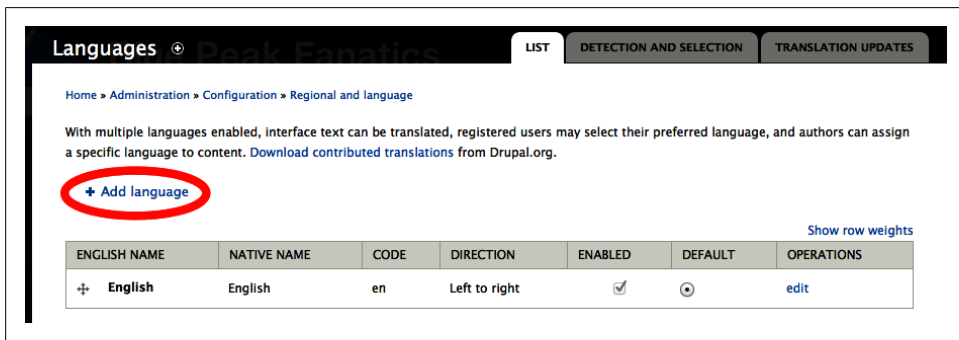 Languages
LIST DETECTION AND SELECTION TRANSLATION UPDATES
Home » Administration » Configuration » Regional and language
With multiple languages enabled, interface text can be translated, registered users may select their preferred language, and authors can assign
a specific language to content. Download contributed translations from Drupal.org.
+ Add language
Show row weights
ENGLISH NAME NATIVE NAME CODE DIRECTION ENABLED DEFAULT OPERATIONS
English English en Left to right edit